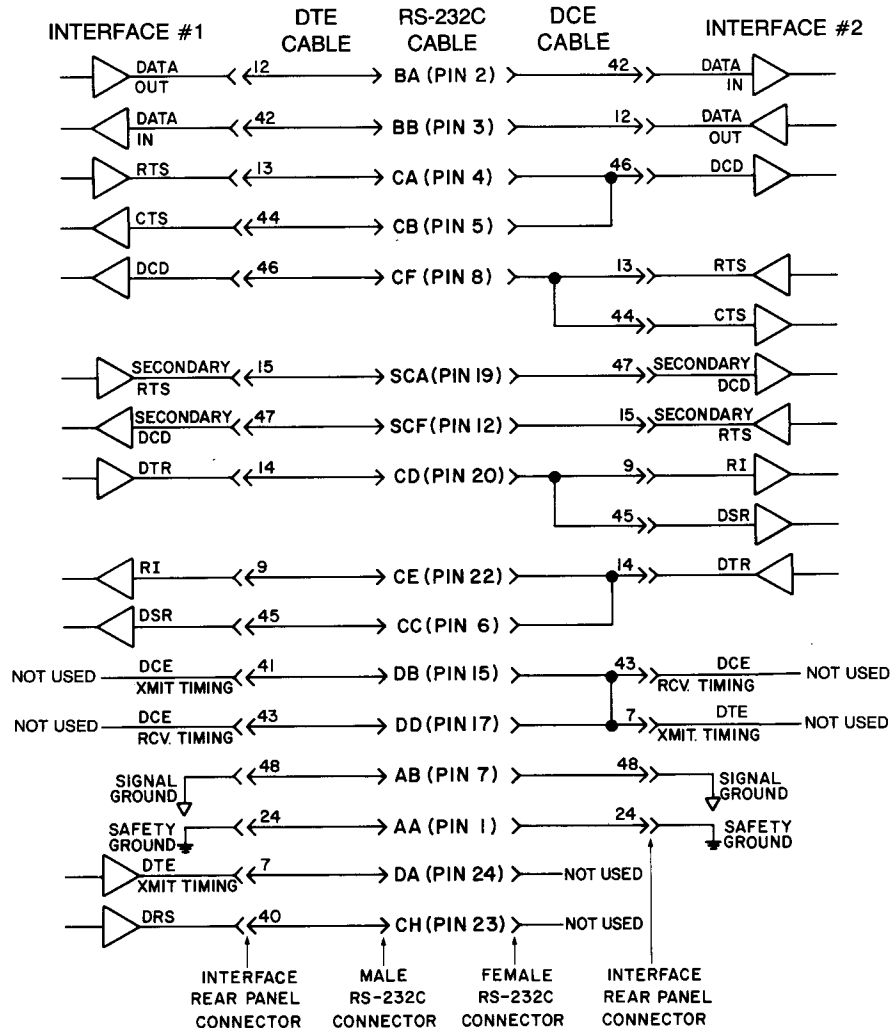 INTERFACE #1 DTE CABLE RS-232C CABLE DCE CABLE INTERFACE #2
DATA OUT 12 BA (PIN 2) 42 DATA IN
DATA IN 42 BB (PIN 3) 12 DATA OUT
RTS 13 CA (PIN 4) 46 DCD
CTS 44 CB (PIN 5)
DCD 46 CF (PIN 8) 13 RTS
44 CTS
SECONDARY RTS 15 SCA (PIN 19) 47 SECONDARY DCD
SECONDARY DCD 47 SCF (PIN 12) 15 SECONDARY RTS
DTR 14 CD (PIN 20) 9 RI
45 DSR
RI 9 CE (PIN 22) 14 DTR
DSR 45 CC (PIN 6)
NOT USED DCE XMIT TIMING 41 DB (PIN 15) 43 DCE RCV. TIMING NOT USED
NOT USED DCE RCV. TIMING 43 DD (PIN 17) 7 DTE XMIT. TIMING NOT USED
SIGNAL GROUND 48 AB (PIN 7) 48 SIGNAL GROUND
SAFETY GROUND 24 AA (PIN 1) 24 SAFETY GROUND
DTE XMIT TIMING 7 DA (PIN 24) NOT USED
DRS 40 CH (PIN 23) NOT USED
INTERFACE REAR PANEL CONNECTOR
MALE RS-232C CONNECTOR
FEMALE RS-232C CONNECTOR
INTERFACE REAR PANEL CONNECTOR